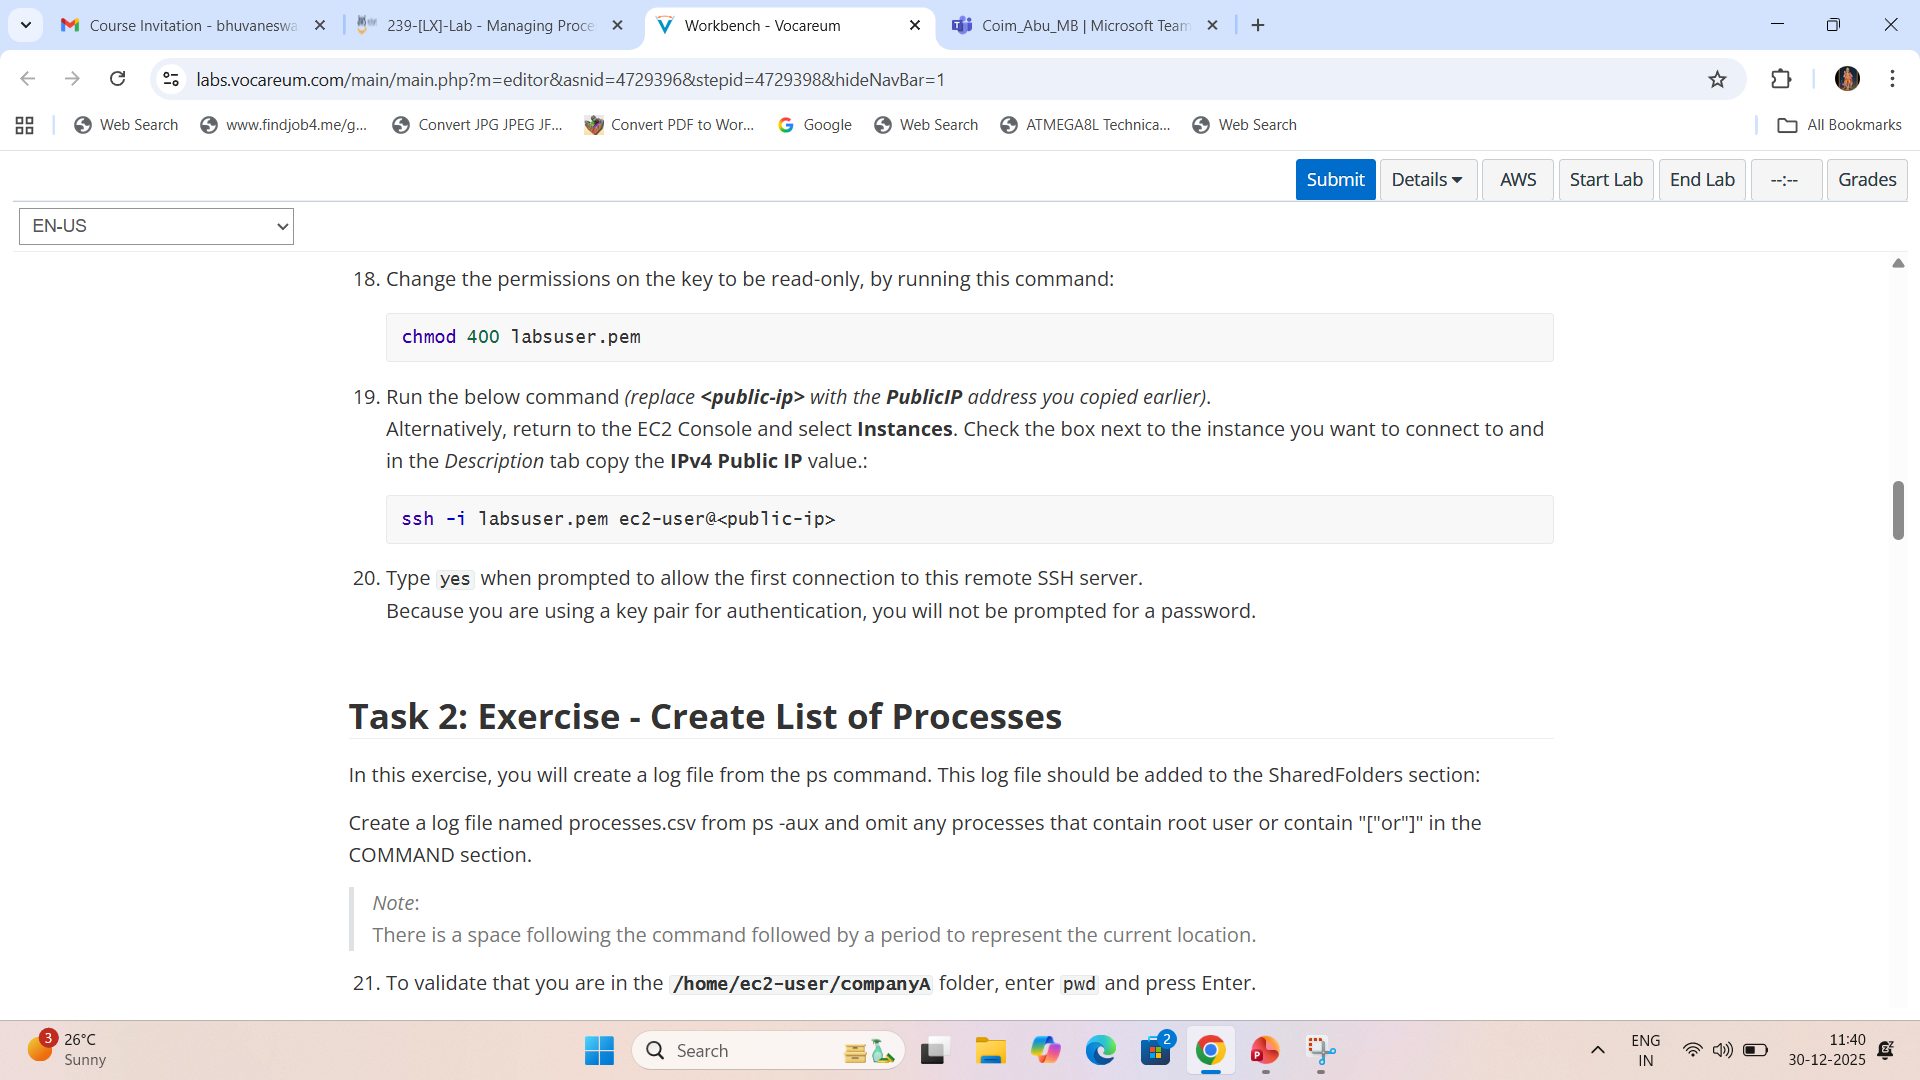 Course Invitation - bhuvaneswa
239-[LX]-Lab - Managing Proce
Workbench - Vocareum
Coim_Abu_MB | Microsoft Team
labs.vocareum.com/main/main.php?m=editor&asnid=4729396&stepid=4729398&hideNavBar=1
Web Search
www.findjob4.me/g...
Convert JPG JPEG JF...
Convert PDF to Wor...
Google
Web Search
ATMEGA8L Technica...
Web Search
All Bookmarks
Submit
Details
AWS
Start Lab
End Lab
--:--
Grades
EN-US
18. Change the permissions on the key to be read-only, by running this command:
chmod 400 labsuser.pem
19. Run the below command (replace <public-ip> with the PublicIP address you copied earlier).
Alternatively, return to the EC2 Console and select Instances. Check the box next to the instance you want to connect to and
in the Description tab copy the IPv4 Public IP value.:
ssh -i labsuser.pem ec2-user@<public-ip>
20. Type yes when prompted to allow the first connection to this remote SSH server.
Because you are using a key pair for authentication, you will not be prompted for a password.
Task 2: Exercise - Create List of Processes
In this exercise, you will create a log file from the ps command. This log file should be added to the SharedFolders section:
Create a log file named processes.csv from ps -aux and omit any processes that contain root user or contain "["or"]" in the
COMMAND section.
Note:
There is a space following the command followed by a period to represent the current location.
21. To validate that you are in the /home/ec2-user/companyA folder, enter pwd and press Enter.
3
26°C
Sunny
Search
2
ENG
IN
11:40
30-12-2025